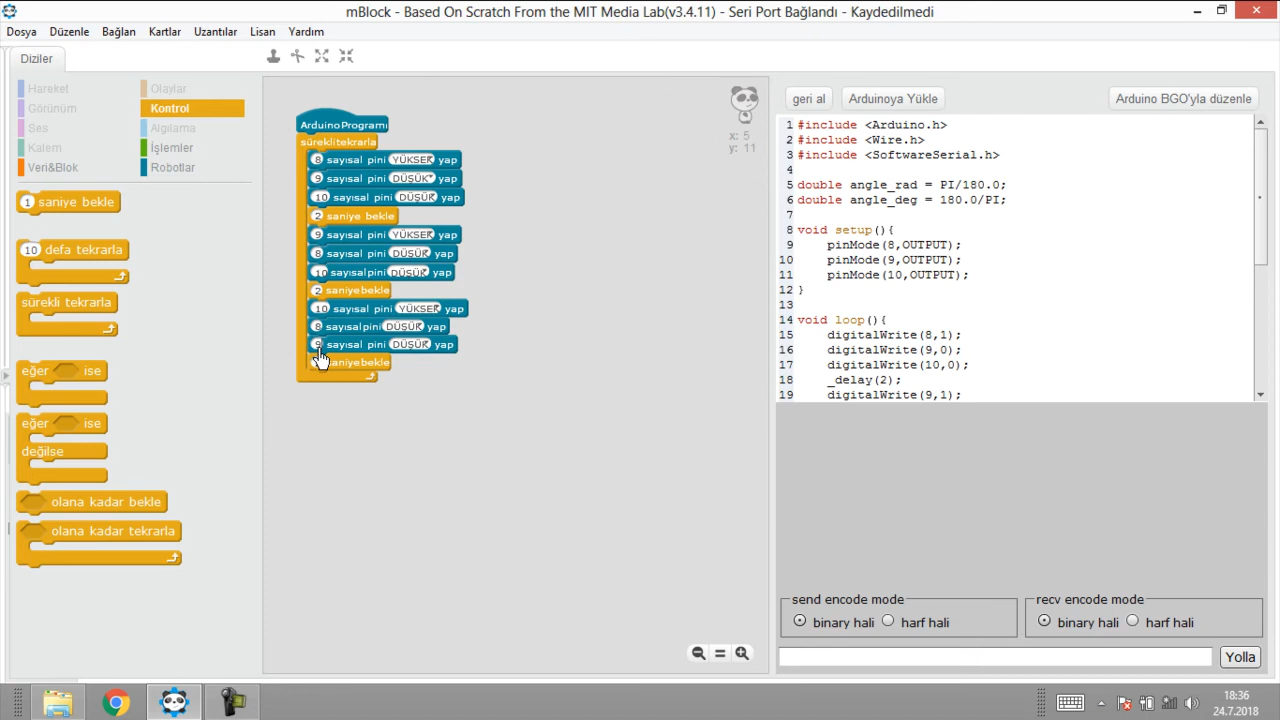 mBlock - Based On Scratch From the MIT Media Lab(v3.4.11) - Seri Port Bağlandı - Kaydedilmedi
Dosya Düzenle Bağlan Kartlar Uzantılar Lisan Yardım
Diziler
Hareket Olaylar
Görünüm Kontrol
Ses Algılama
Kalem İşlemler
Veri&Blok Robotlar
1 saniye bekle
10 defa tekrarla
sürekli tekrarla
eğer ise
eğer ise
değilse
olana kadar bekle
olana kadar tekrarla
Arduino Programı
sürekli tekrarla
8 sayısal pini YÜKSEK yap
9 sayısal pini DÜŞÜK yap
10 sayısal pini DÜŞÜK yap
2 saniye bekle
9 sayısal pini YÜKSEK yap
8 sayısal pini DÜŞÜK yap
10 sayısal pini DÜŞÜK yap
2 saniye bekle
10 sayısal pini YÜKSEK yap
8 sayısal pini DÜŞÜK yap
9 sayısal pini DÜŞÜK yap
saniye bekle
x: 5
y: 11
geri al Arduinoya Yükle Arduino BGO'yla düzenle
1 #include <Arduino.h>
2 #include <Wire.h>
3 #include <SoftwareSerial.h>
4
5 double angle_rad = PI/180.0;
6 double angle_deg = 180.0/PI;
7
8 void setup(){
9 pinMode(8,OUTPUT);
10 pinMode(9,OUTPUT);
11 pinMode(10,OUTPUT);
12 }
13
14 void loop(){
15 digitalWrite(8,1);
16 digitalWrite(9,0);
17 digitalWrite(10,0);
18 _delay(2);
19 digitalWrite(9,1);
send encode mode
binary hali harf hali
recv encode mode
binary hali harf hali
Yolla
18:36
24.7.2018